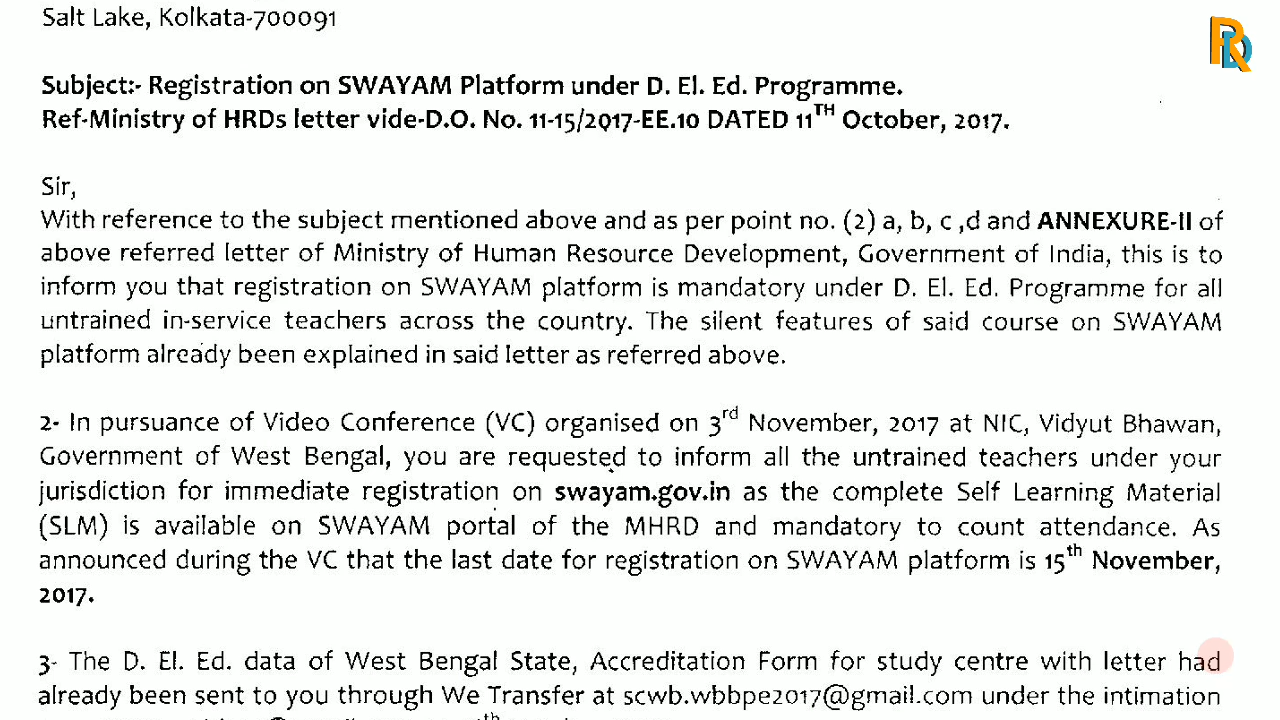 Salt Lake, Kolkata-700091
Subject:- Registration on SWAYAM Platform under D. El. Ed. Programme.
Ref-Ministry of HRDs letter vide-D.O. No. 11-15/2017-EE.10 DATED 11TH October, 2017.
Sir,
With reference to the subject mentioned above and as per point no. (2) a, b, c ,d and ANNEXURE-II of
above referred letter of Ministry of Human Resource Development, Government of India, this is to
inform you that registration on SWAYAM platform is mandatory under D. El. Ed. Programme for all
untrained in-service teachers across the country. The silent features of said course on SWAYAM
platform already been explained in said letter as referred above.
2- In pursuance of Video Conference (VC) organised on 3rd November, 2017 at NIC, Vidyut Bhawan,
Government of West Bengal, you are requested to inform all the untrained teachers under your
jurisdiction for immediate registration on swayam.gov.in as the complete Self Learning Material
(SLM) is available on SWAYAM portal of the MHRD and mandatory to count attendance. As
announced during the VC that the last date for registration on SWAYAM platform is 15th November,
2017.
3- The D. El. Ed. data of West Bengal State, Accreditation Form for study centre with letter had
already been sent to you through We Transfer at scwb.wbbpe2017@gmail.com under the intimation